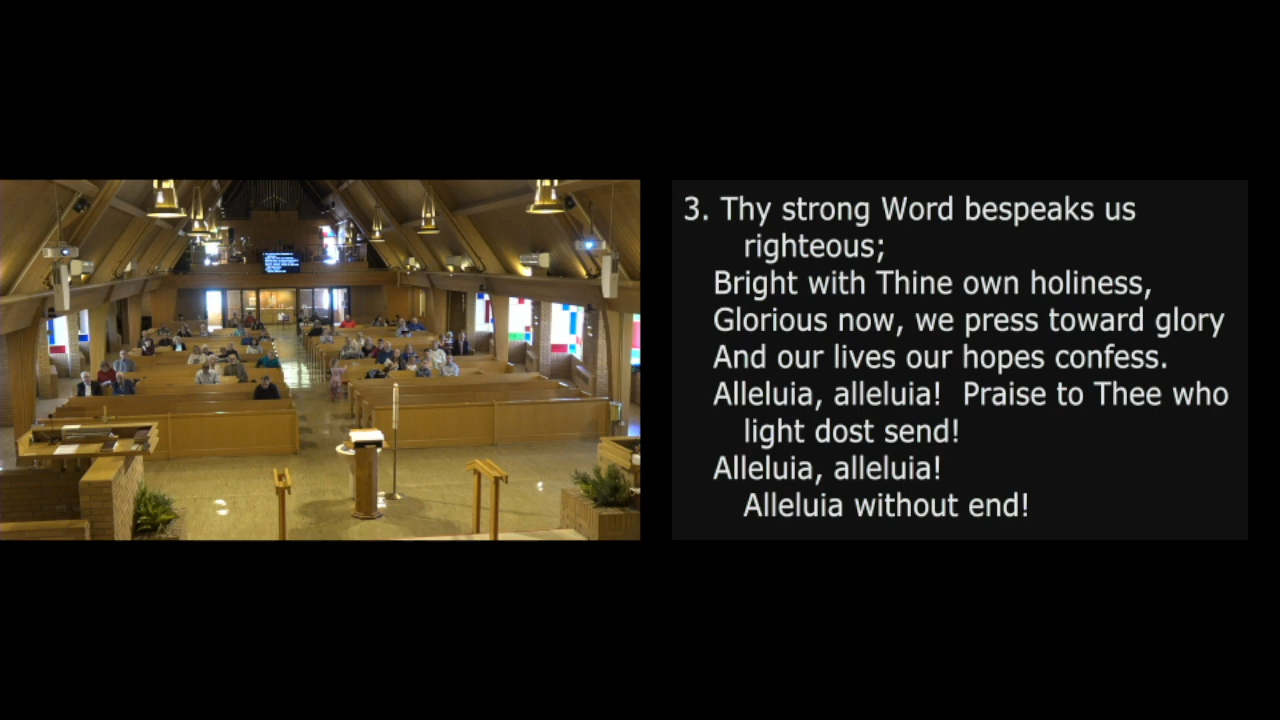 3. Thy strong Word bespeaks us
righteous;
Bright with Thine own holiness,
Glorious now, we press toward glory
And our lives our hopes confess.
Alleluia, alleluia!  Praise to Thee who
light dost send!
Alleluia, alleluia!
Alleluia without end!